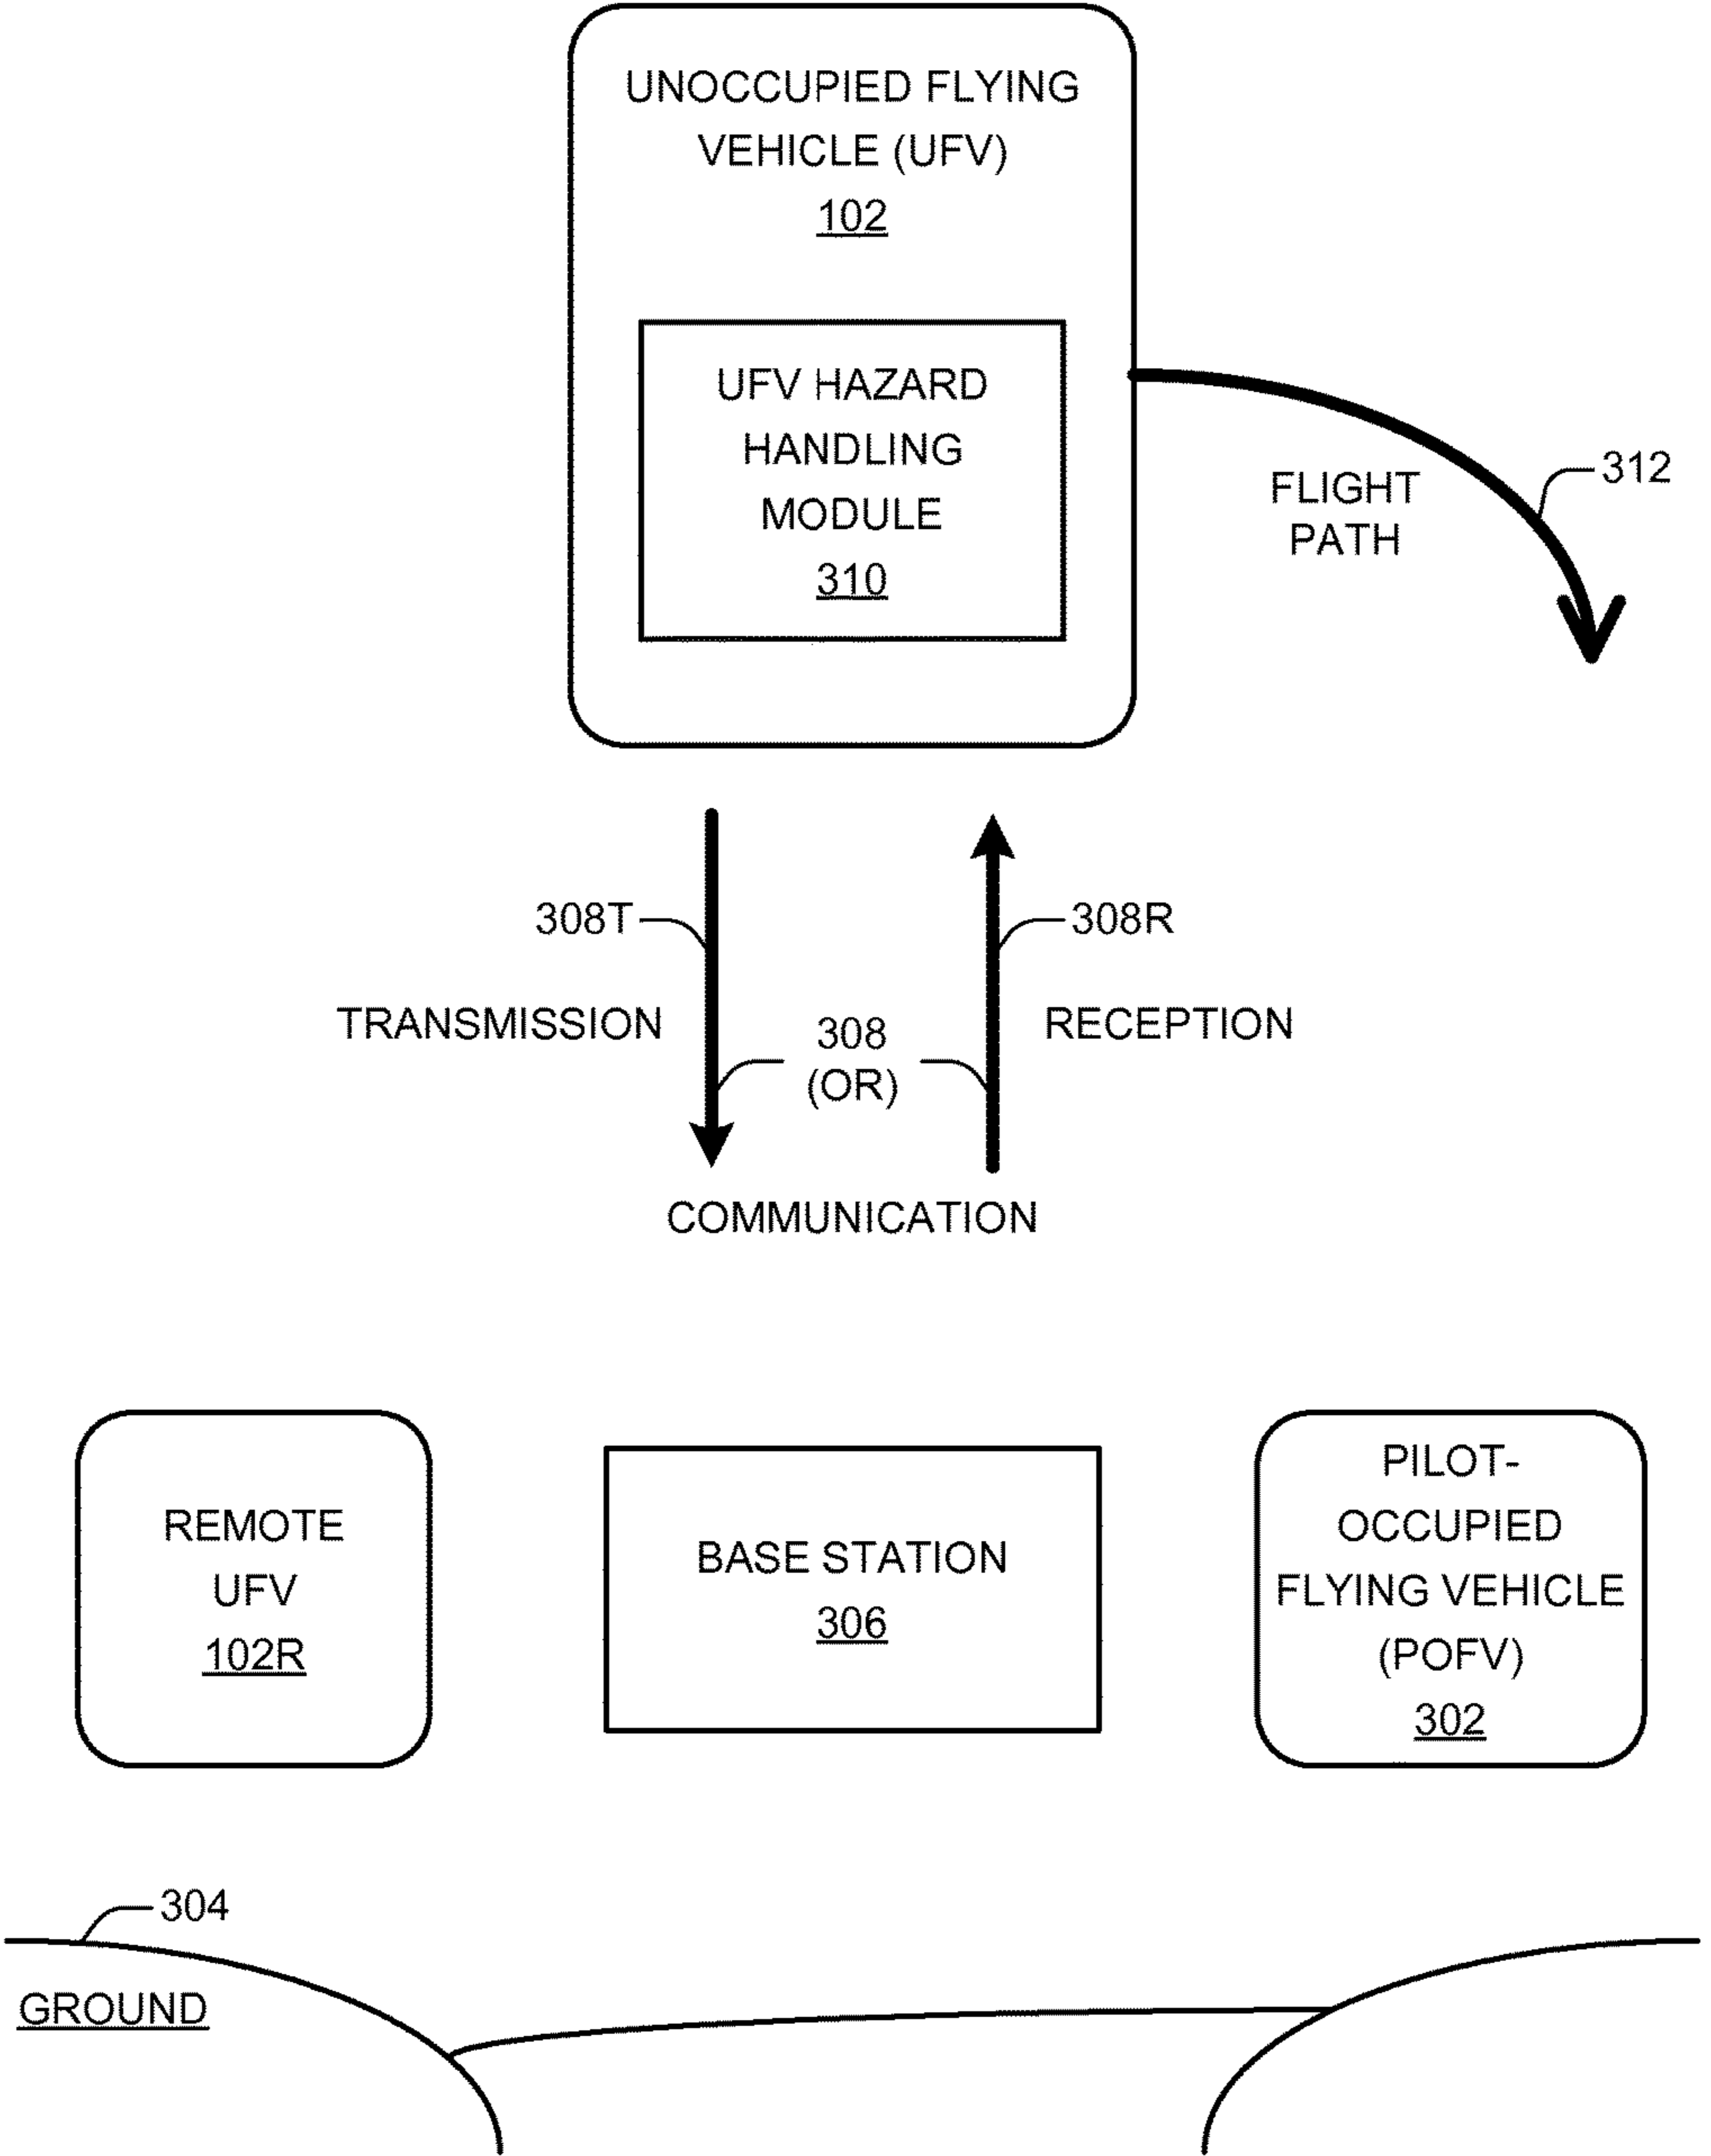 UNOCCUPIED FLYING
VEHICLE (UFV)
102
UFV HAZARD
HANDLING
MODULE
310
312
FLIGHT
PATH
308T
308R
TRANSMISSION
308
(OR)
RECEPTION
COMMUNICATION
REMOTE
UFV
102R
BASE STATION
306
PILOT-
OCCUPIED
FLYING VEHICLE
(POFV)
302
304
GROUND